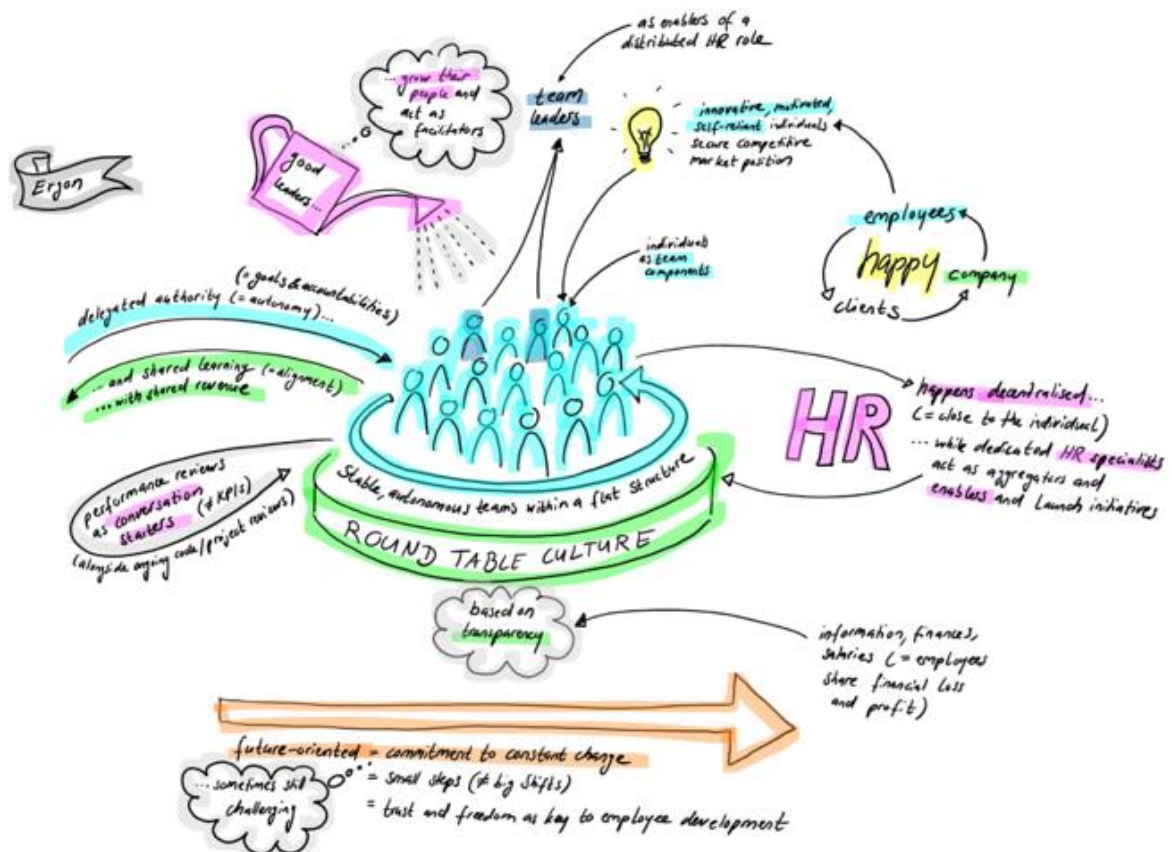 as enablers of a
distributed HR role
... grow their
people and
act as
facilitators
team
leaders
innovative, motivated,
self-reliant individuals
secure competitive
market position
Ergon
good
leaders...
employees
happy
company
clients
individuals
as team
components
(= goals & accountabilities)
delegated authority (= autonomy)...
... and shared learning (= alignment)
... with shared revenue
HR
happens decentralised...
(= close to the individual)
... while dedicated HR specialists
act as aggregators and
enablers and launch initiatives
performance reviews
as conversation
starters (≠ KPIs)
(alongside ongoing code/project reviews)
Stable, autonomous teams within a flat structure
ROUND TABLE CULTURE
based on
transparency
information, finances,
salaries (= employees
share financial loss
and profit)
future-oriented = commitment to constant change
= small steps (≠ big shifts)
= trust and freedom as key to employee development
... sometimes still
challenging